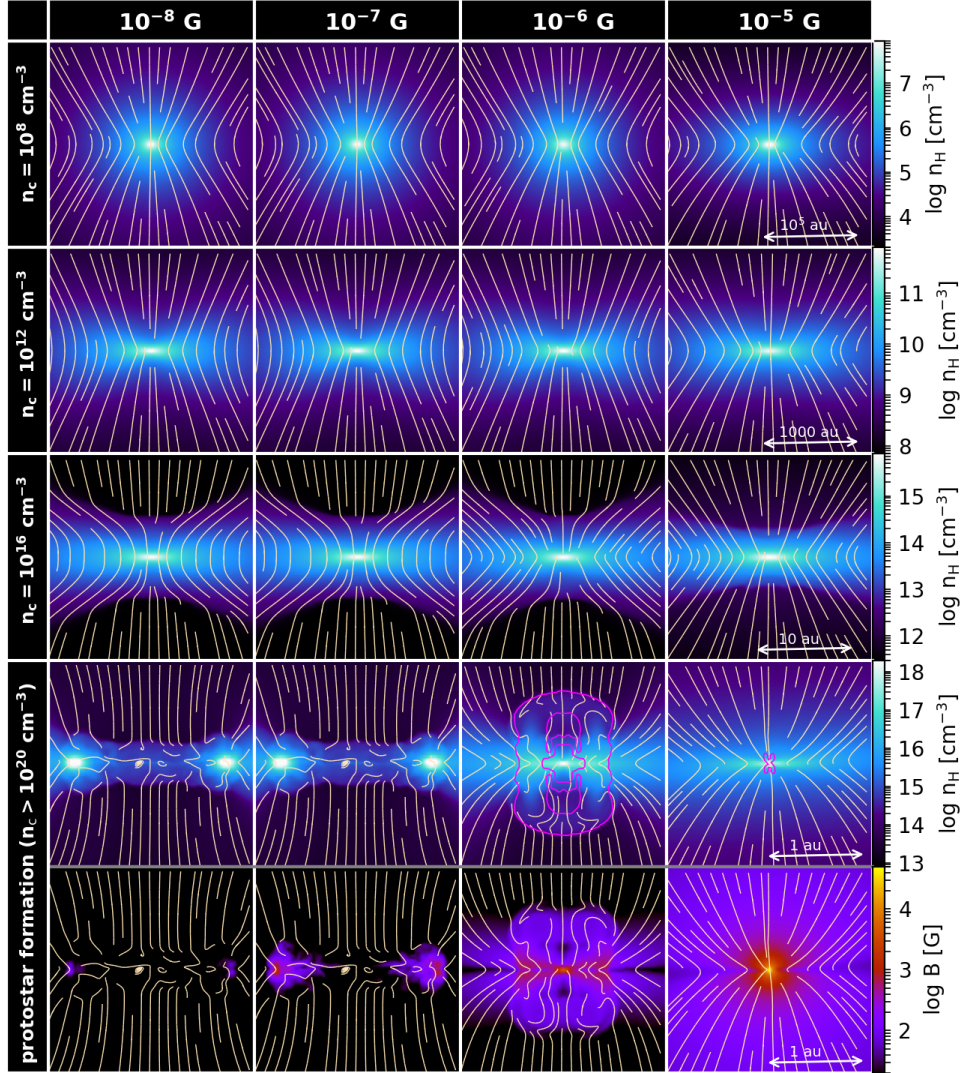 10⁻⁸ G 10⁻⁷ G 10⁻⁶ G 10⁻⁵ G
n_c = 10⁸ cm⁻³
10⁵ au
7
6
5
4
log n_H [cm⁻³]
n_c = 10¹² cm⁻³
1000 au
11
10
9
8
log n_H [cm⁻³]
n_c = 10¹⁶ cm⁻³
10 au
15
14
13
12
log n_H [cm⁻³]
protostar formation (n_c > 10²⁰ cm⁻³)
1 au
18
17
16
15
14
13
log n_H [cm⁻³]
1 au
4
3
2
log B [G]